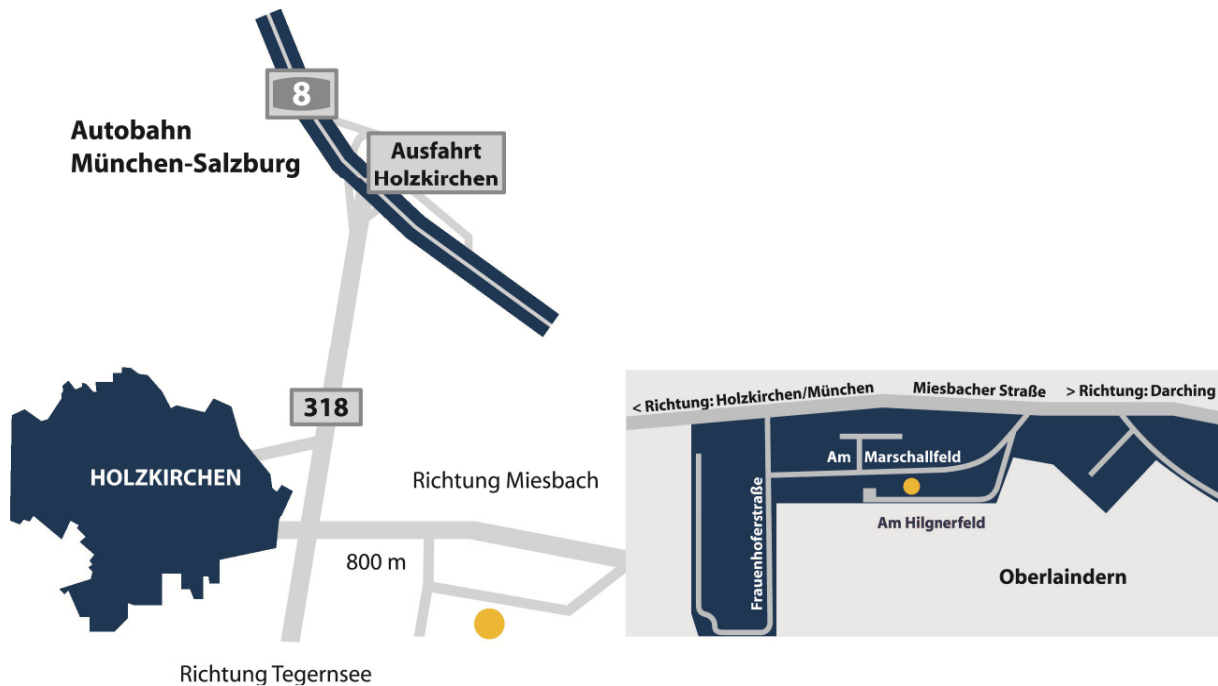 8
Autobahn
München-Salzburg
Ausfahrt
Holzkirchen
318
HOLZKIRCHEN
Richtung Miesbach
800 m
Richtung Tegernsee
< Richtung: Holzkirchen/München
Miesbacher Straße
> Richtung: Darching
Am Marschallfeld
Frauenhoferstraße
Am Hilgnerfeld
Oberlaindern